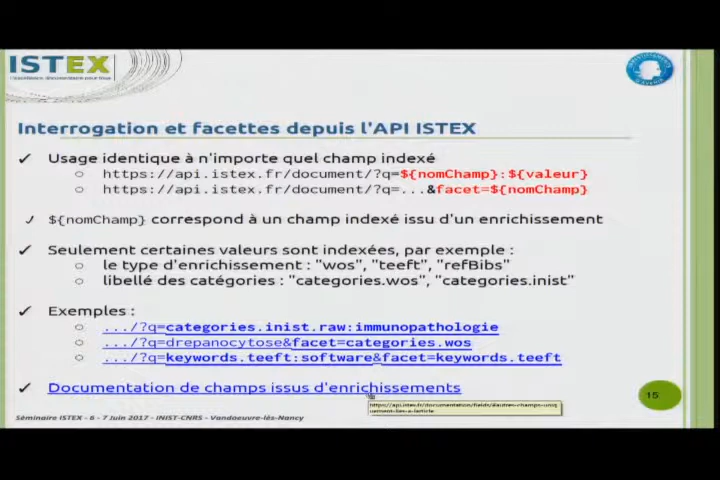 ISTEX
Interrogation et facettes depuis l'API ISTEX
✓ Usage identique à n'importe quel champ indexé
○ https://api.istex.fr/document/?q=${nomChamp}:${valeur}
○ https://api.istex.fr/document/?q=...&facet=${nomChamp}
✓ ${nomChamp} correspond à un champ indexé issu d'un enrichissement
✓ Seulement certaines valeurs sont indexées, par exemple :
○ le type d'enrichissement : "wos", "teeft", "refBibs"
○ libellé des catégories : "categories.wos", "categories.inist"
✓ Exemples :
○ .../?q=categories.inist.raw:immunopathologie
○ .../?q=drepanocytose&facet=categories.wos
○ .../?q=keywords.teeft:software&facet=keywords.teeft
✓ Documentation de champs issus d'enrichissements
15
Séminaire ISTEX - 6 - 7 Juin 2017 - INIST-CNRS - Vandoeuvre-lès-Nancy